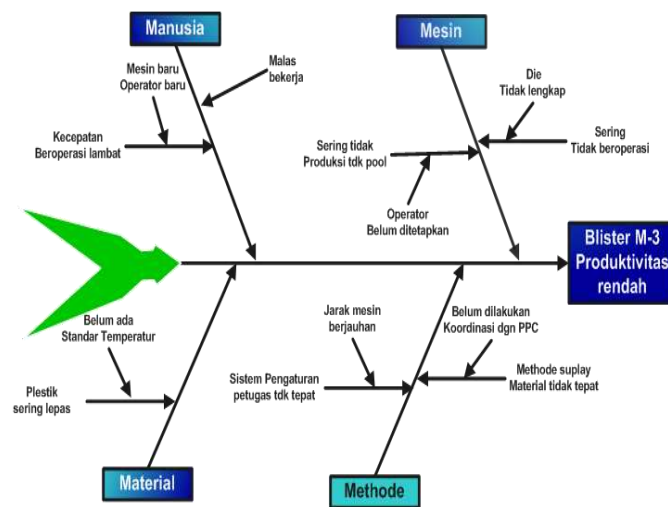 Manusia
Mesin
Mesin baru
Operator baru
Malas
bekerja
Kecepatan
Beroperasi lambat
Die
Tidak lengkap
Sering tidak
Produksi tdk pool
Sering
Tidak beroperasi
Operator
Belum ditetapkan
Blister M-3
Produktivitas
rendah
Belum ada
Standar Temperatur
Plestik
sering lepas
Jarak mesin
berjauhan
Belum dilakukan
Koordinasi dgn PPC
Sistem Pengaturan
petugas tdk tepat
Methode suplay
Material tidak tepat
Material
Methode